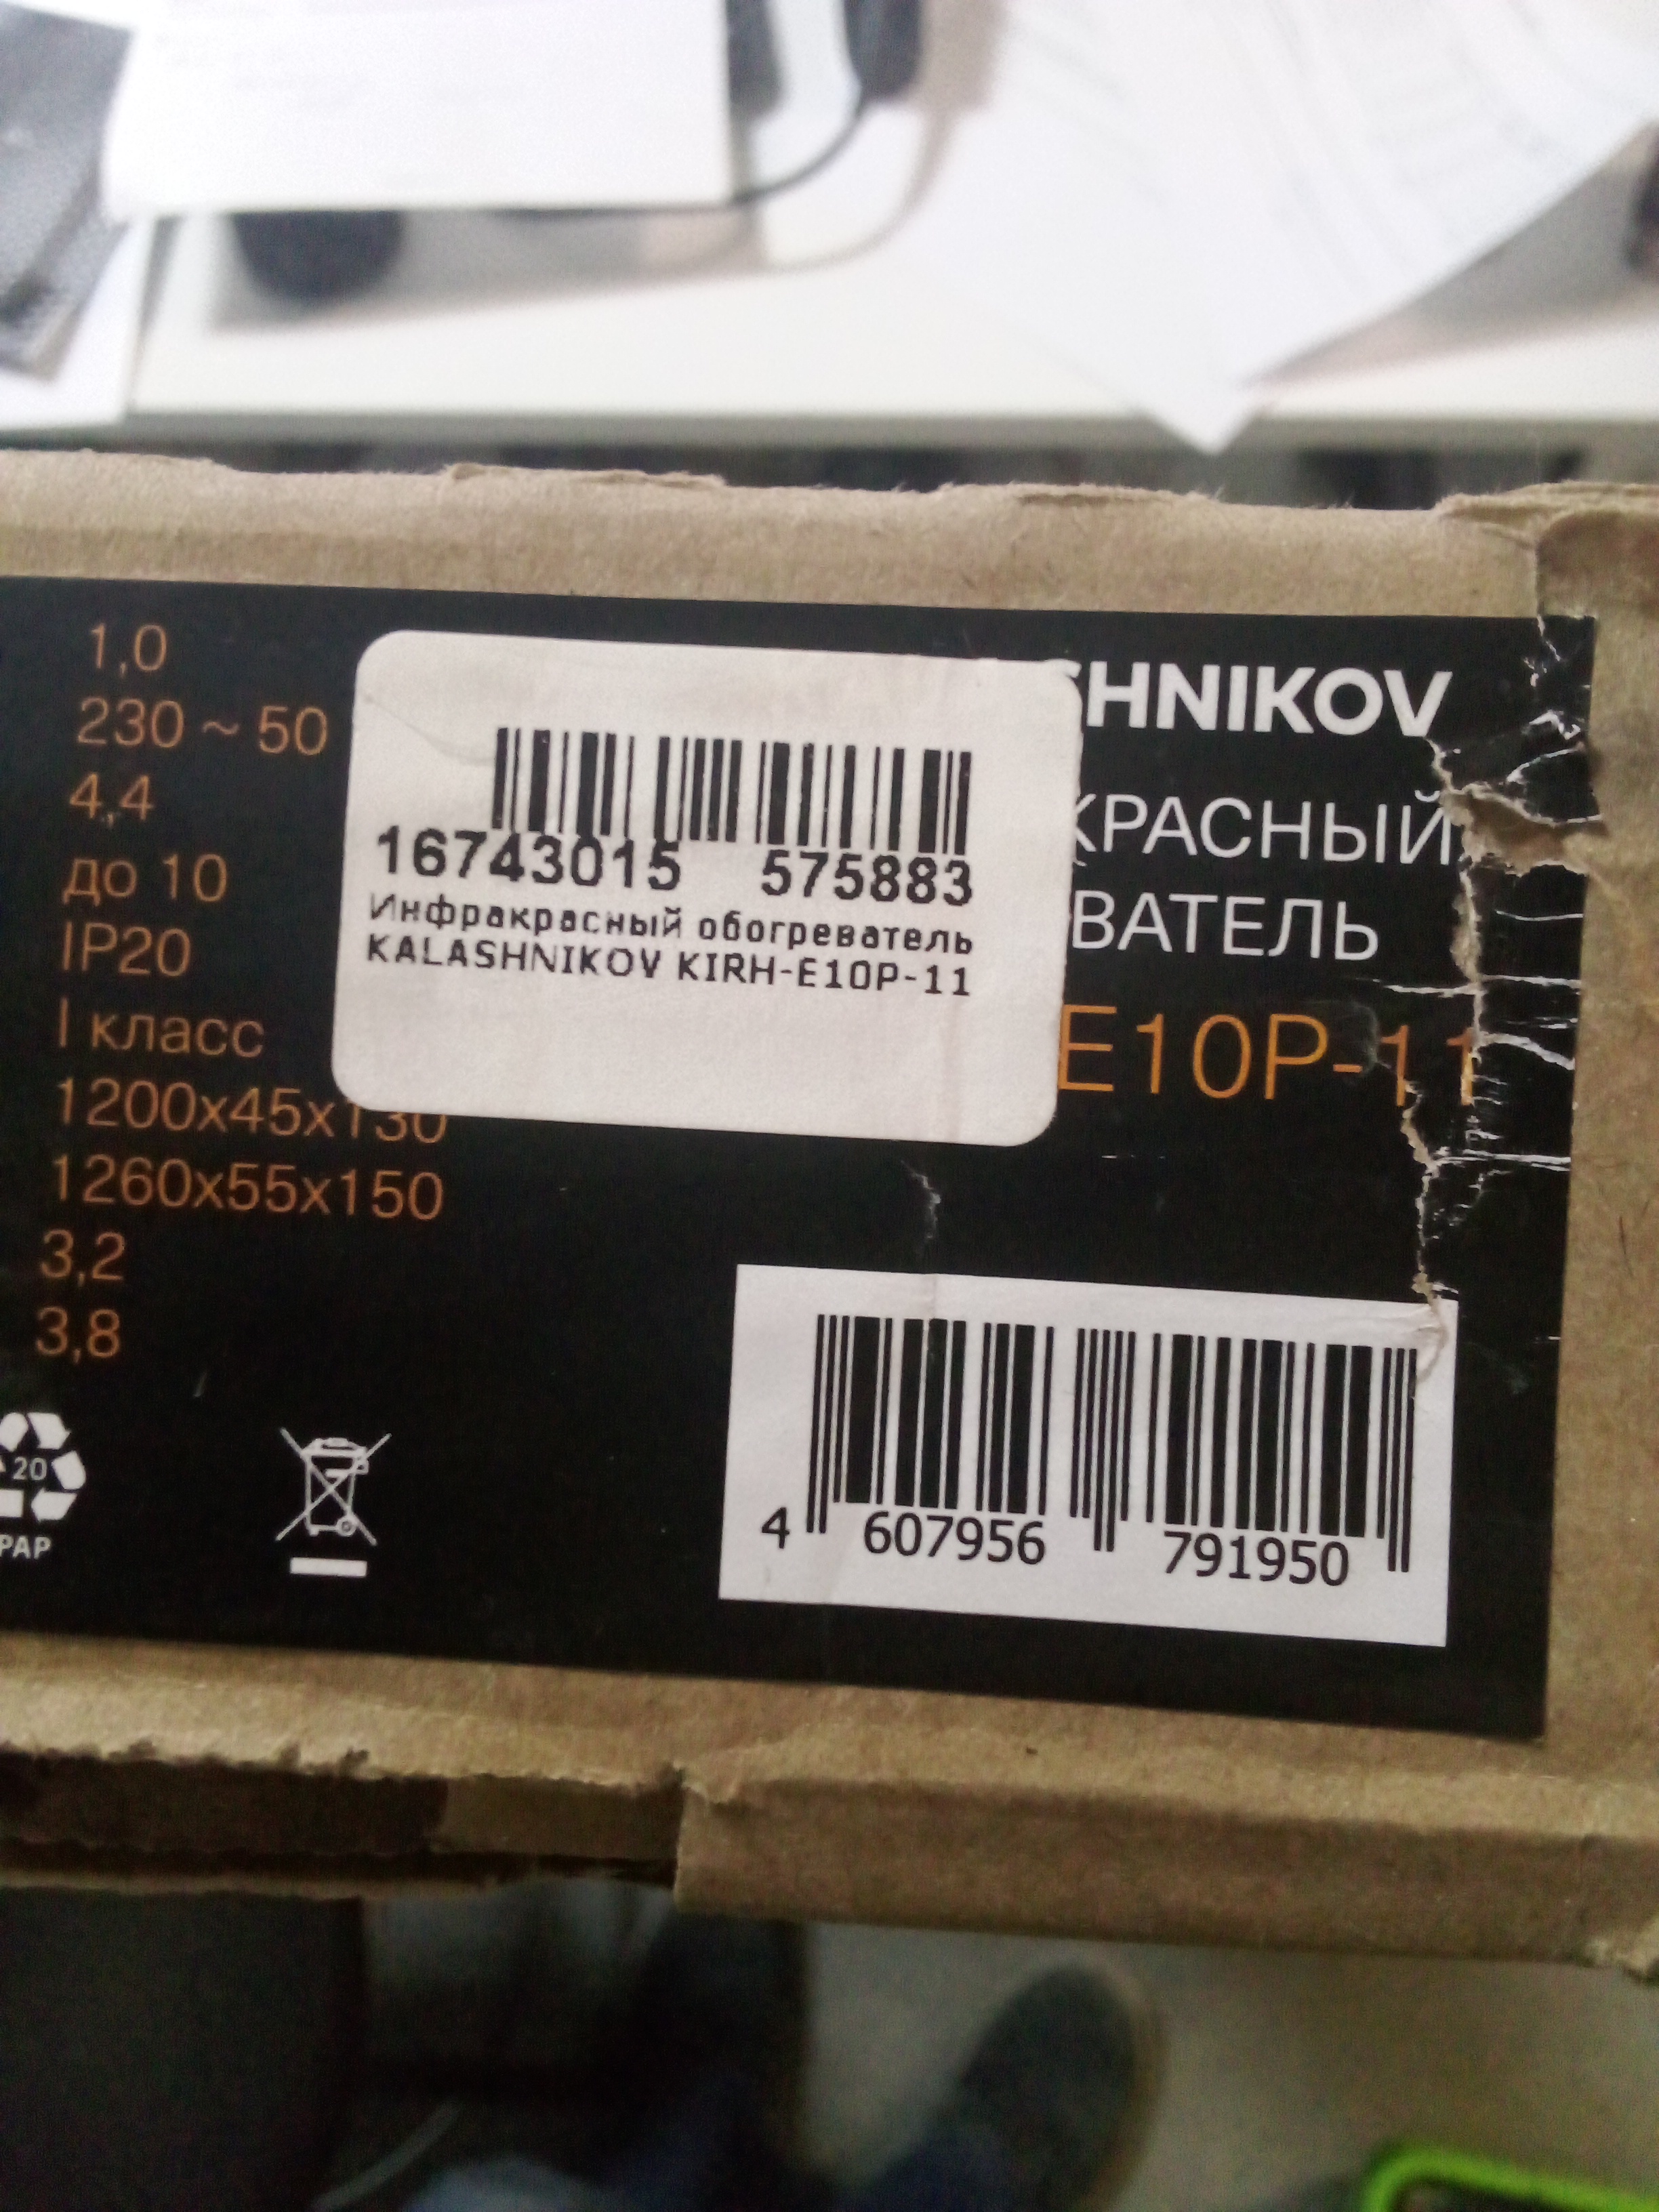 1,0
230 ~ 50
4,4
до 10
IP20
I класс
1200x45x130
1260x55x150
3,2
3,8
20
PAP
16743015 575883
Инфракрасный обогреватель
KALASHNIKOV KIRH-E10P-11
SHNIKOV
КРАСНЫЙ
ВАТЕЛЬ
E10P-11
4 607956 791950